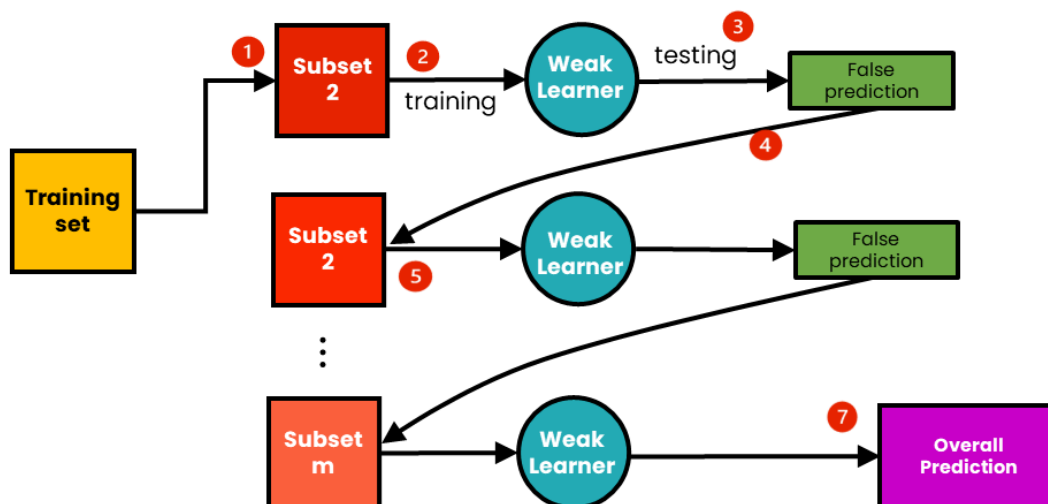 1
Subset
2
2
training
Weak
Learner
3
testing
False
prediction
4
Training
set
Subset
2
5
Weak
Learner
False
prediction
⋮
Subset
m
Weak
Learner
7
Overall
Prediction